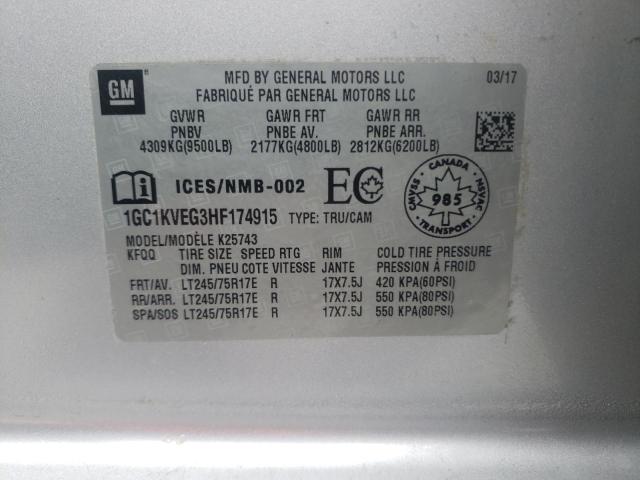 GM
MFD BY GENERAL MOTORS LLC 03/17
FABRIQUÉ PAR GENERAL MOTORS LLC
GVWR GAWR FRT GAWR RR
PNBV PNBE AV. PNBE ARR.
4309KG(9500LB) 2177KG(4800LB) 2812KG(6200LB)
ICES/NMB-002 EC
CANADA
CMVSS 985 NSVAC
TRANSPORT
1GC1KVEG3HF174915 TYPE: TRU/CAM
MODEL/MODÈLE K25743
KFQQ TIRE SIZE SPEED RTG RIM COLD TIRE PRESSURE
DIM. PNEU COTE VITESSE JANTE PRESSION À FROID
FRT/AV. LT245/75R17E R 17X7.5J 420 KPA(60PSI)
RR/ARR. LT245/75R17E R 17X7.5J 550 KPA(80PSI)
SPA/SOS LT245/75R17E R 17X7.5J 550 KPA(80PSI)